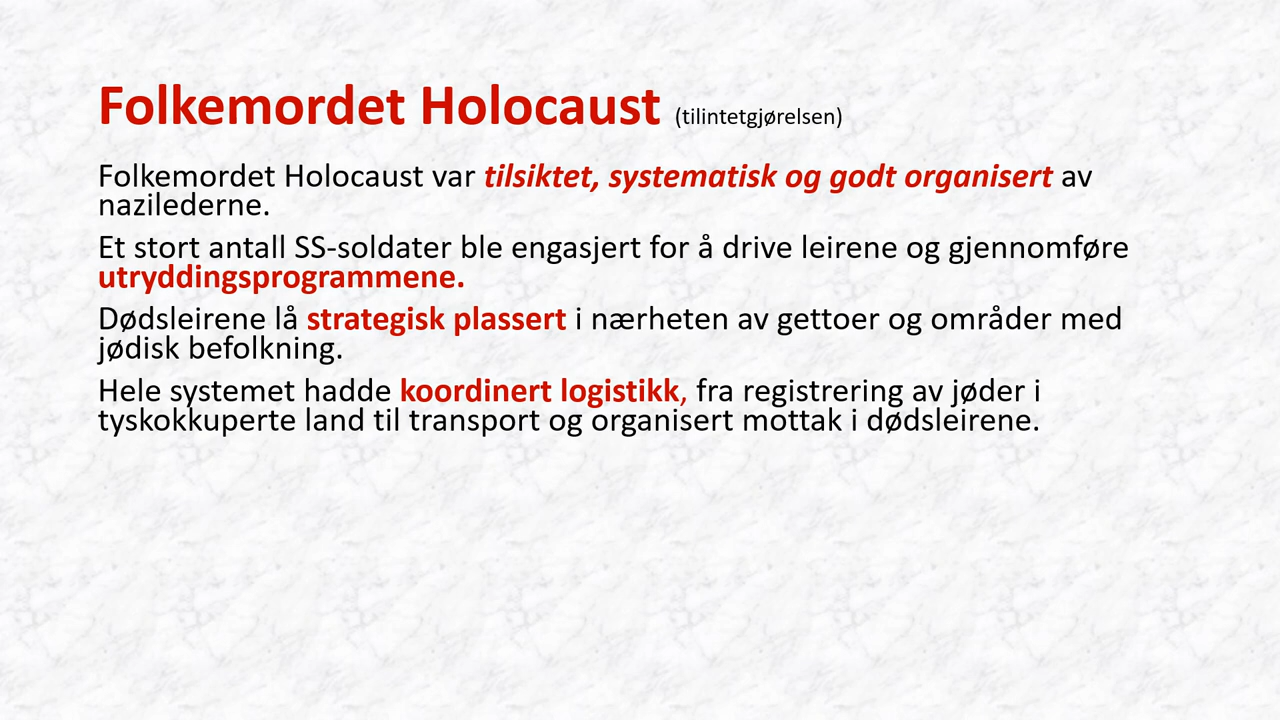 Folkemordet Holocaust (tilintetgjørelsen)
Folkemordet Holocaust var tilsiktet, systematisk og godt organisert av
nazilederne.
Et stort antall SS-soldater ble engasjert for å drive leirene og gjennomføre
utryddingsprogrammene.
Dødsleirene lå strategisk plassert i nærheten av gettoer og områder med
jødisk befolkning.
Hele systemet hadde koordinert logistikk, fra registrering av jøder i
tyskokkuperte land til transport og organisert mottak i dødsleirene.